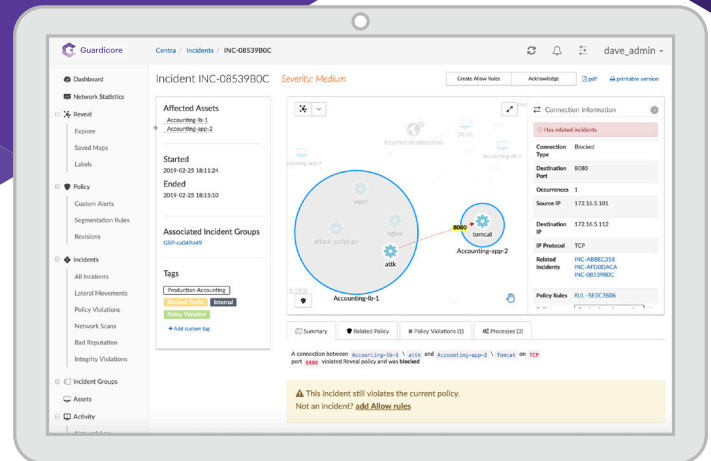 Guardicore
Centra / Incidents / INC-08539B0C
dave_admin
Dashboard
Network Statistics
Reveal
Explore
Saved Maps
Labels
Policy
Custom Alerts
Segmentation Rules
Revisions
Incidents
All Incidents
Lateral Movements
Policy Violations
Network Scans
Bad Reputation
Integrity Violations
Incident Groups
Assets
Activity
Incident INC-08539B0C
Severity: Medium
Create Allow Rules
Acknowledge
pdf
printable version
Affected Assets
Accounting-lb-1
Accounting-app-2
Started
2019-02-25 18:11:24
Ended
2019-02-25 18:15:10
Associated Incident Groups
GRP-ca049d49
Tags
Production Accounting
Blocked Traffic
Internal
Policy Violation
+ Add custom tag
Internet destinations
DC-01
Accounting-db-1
wget
nginx
attack_script.py
attk
8080
tomcat
Accounting-app-2
Accounting-lb-1
Connection Information
Has related incidents
Connection Type Blocked
Destination Port 8080
Occurrences 1
Source IP 172.16.5.101
Destination IP 172.16.5.112
IP Protocol TCP
Related Incidents INC-ABBEC358
INC-AFD0DACA
INC-08539B0C
Policy Rules RUL-5E0C26D6
Summary
Related Policy
Policy Violations (1)
Processes (3)
A connection between Accounting-lb-1 \ attk and Accounting-app-2 \ Tomcat on TCP
port 8080 violated Reveal policy and was blocked
This incident still violates the current policy.
Not an incident? add Allow rules